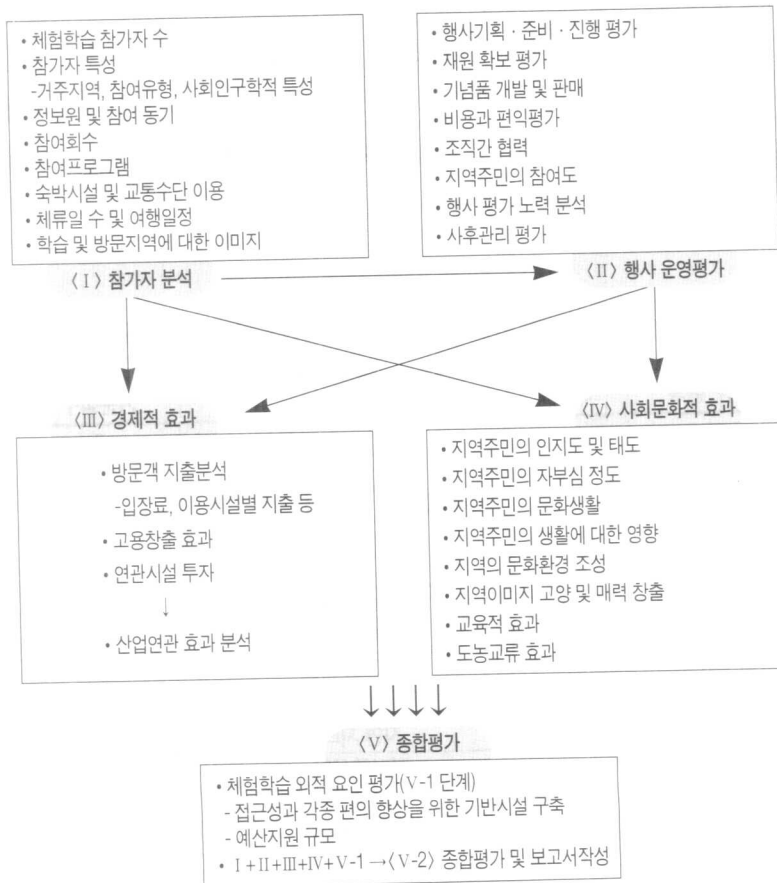 • 체험학습 참가자 수
• 참가자 특성
-거주지역, 참여유형, 사회인구학적 특성
• 정보원 및 참여 동기
• 참여회수
• 참여프로그램
• 숙박시설 및 교통수단 이용
• 체류일 수 및 여행일정
• 학습 및 방문지역에 대한 이미지
〈Ⅰ〉 참가자 분석
• 행사기획 · 준비 · 진행 평가
• 재원 확보 평가
• 기념품 개발 및 판매
• 비용과 편익평가
• 조직간 협력
• 지역주민의 참여도
• 행사 평가 노력 분석
• 사후관리 평가
〈Ⅱ〉 행사 운영평가
〈Ⅲ〉 경제적 효과
• 방문객 지출분석
-입장료, 이용시설별 지출 등
• 고용창출 효과
• 연관시설 투자
↓
• 산업연관 효과 분석
〈Ⅳ〉 사회문화적 효과
• 지역주민의 인지도 및 태도
• 지역주민의 자부심 정도
• 지역주민의 문화생활
• 지역주민의 생활에 대한 영향
• 지역의 문화환경 조성
• 지역이미지 고양 및 매력 창출
• 교육적 효과
• 도농교류 효과
〈Ⅴ〉 종합평가
• 체험학습 외적 요인 평가(Ⅴ-1 단계)
- 접근성과 각종 편의 향상을 위한 기반시설 구축
- 예산지원 규모
• Ⅰ+Ⅱ+Ⅲ+Ⅳ+Ⅴ-1 →〈Ⅴ-2〉 종합평가 및 보고서작성